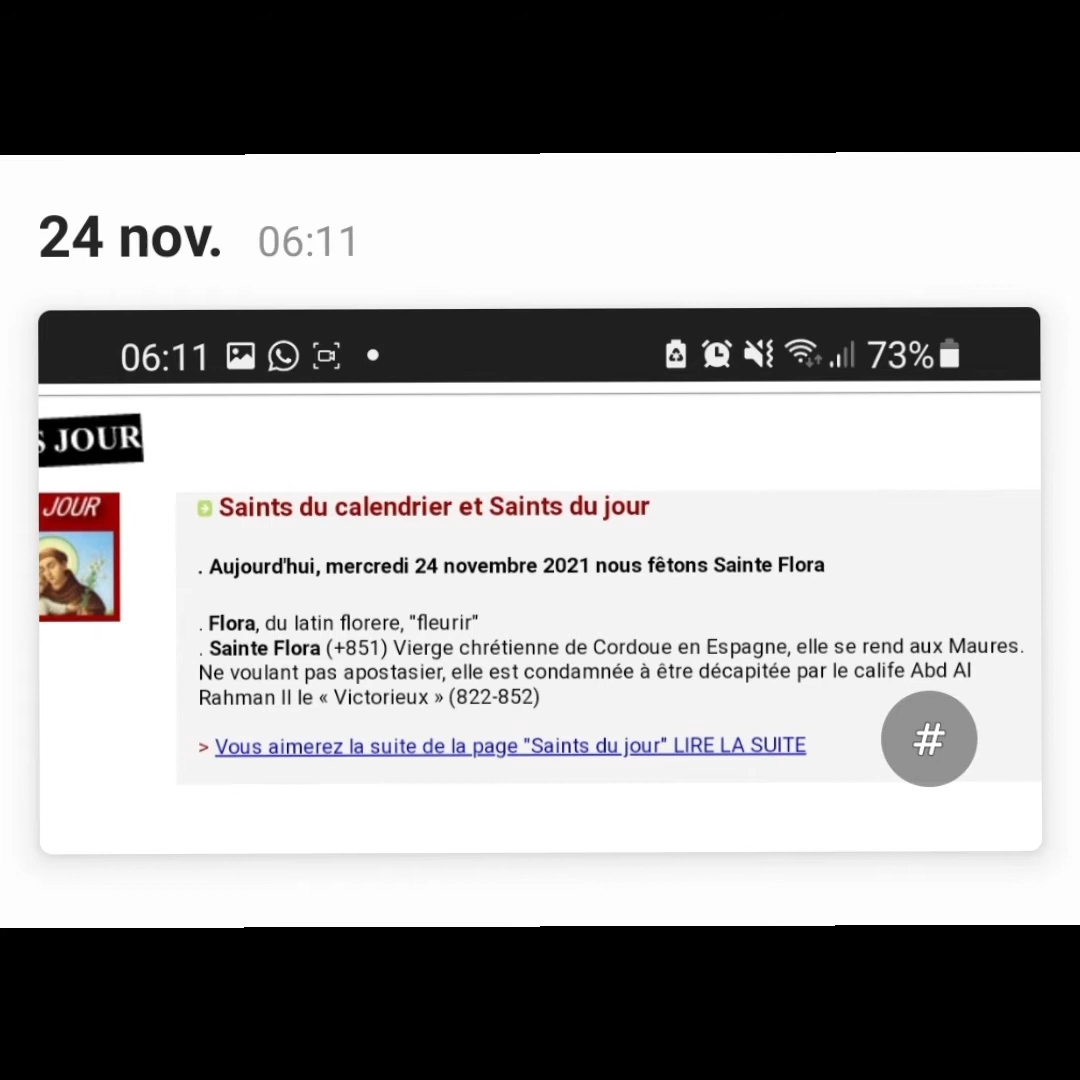 24 nov. 06:11
06:11 73%
S JOUR
JOUR
Saints du calendrier et Saints du jour
. Aujourd'hui, mercredi 24 novembre 2021 nous fêtons Sainte Flora
. Flora, du latin florere, "fleurir"
. Sainte Flora (+851) Vierge chrétienne de Cordoue en Espagne, elle se rend aux Maures.
Ne voulant pas apostasier, elle est condamnée à être décapitée par le calife Abd Al
Rahman II le « Victorieux » (822-852)
> Vous aimerez la suite de la page "Saints du jour" LIRE LA SUITE
#